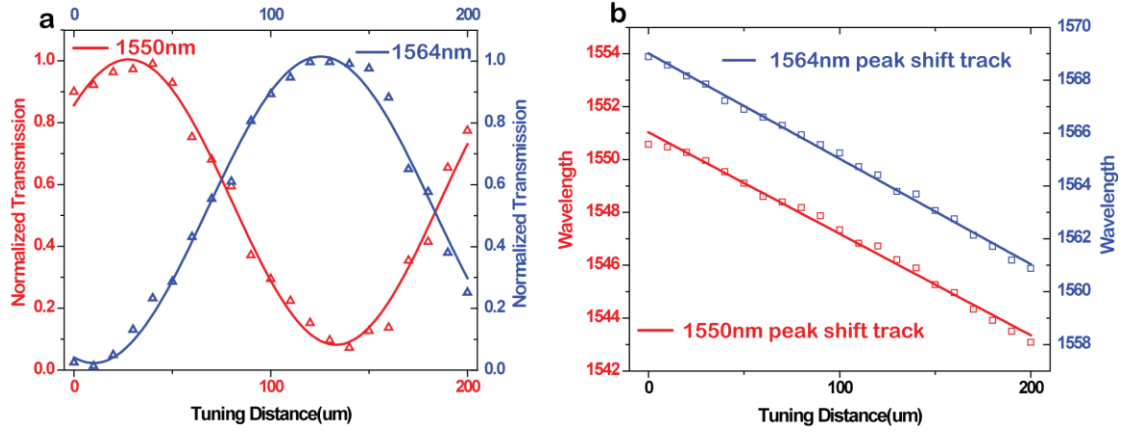 a
0 100 200
1550nm
1564nm
1.0
0.8
0.6
0.4
0.2
0.0
Normalized Transmission
1.0
0.8
0.6
0.4
0.2
0.0
Normalized Transmission
0 100 200
Tuning Distance(um)
b
1554
1552
1550
1548
1546
1544
1542
Wavelength
1564nm peak shift track
1550nm peak shift track
1570
1568
1566
1564
1562
1560
1558
Wavelength
0 100 200
Tuning Distance(um)